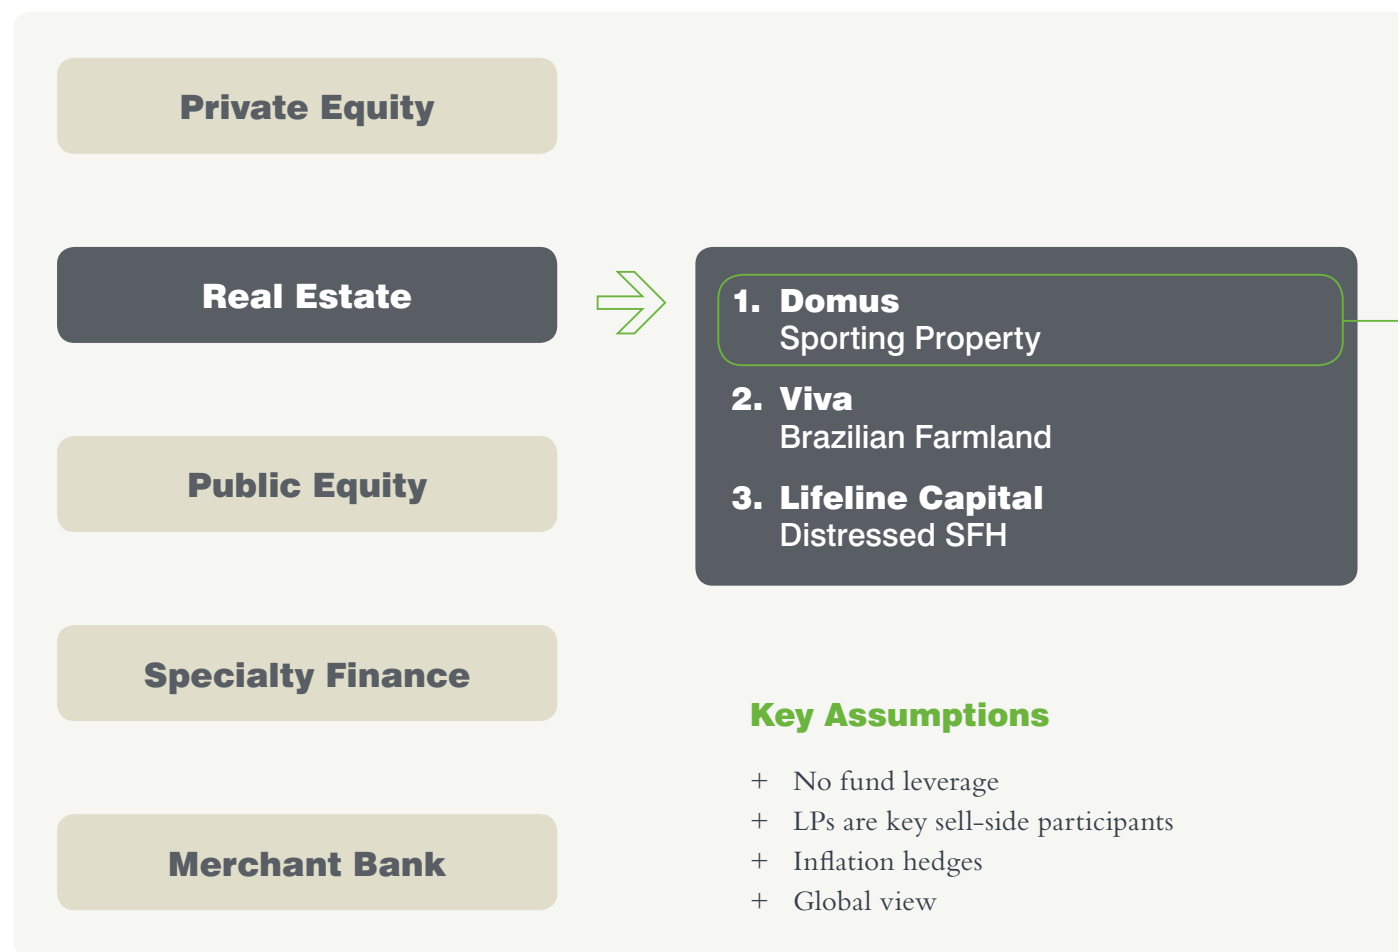 Private Equity
Real Estate
Public Equity
Specialty Finance
Merchant Bank
1. Domus
Sporting Property
2. Viva
Brazilian Farmland
3. Lifeline Capital
Distressed SFH
Key Assumptions
+ No fund leverage
+ LPs are key sell-side participants
+ Inflation hedges
+ Global view